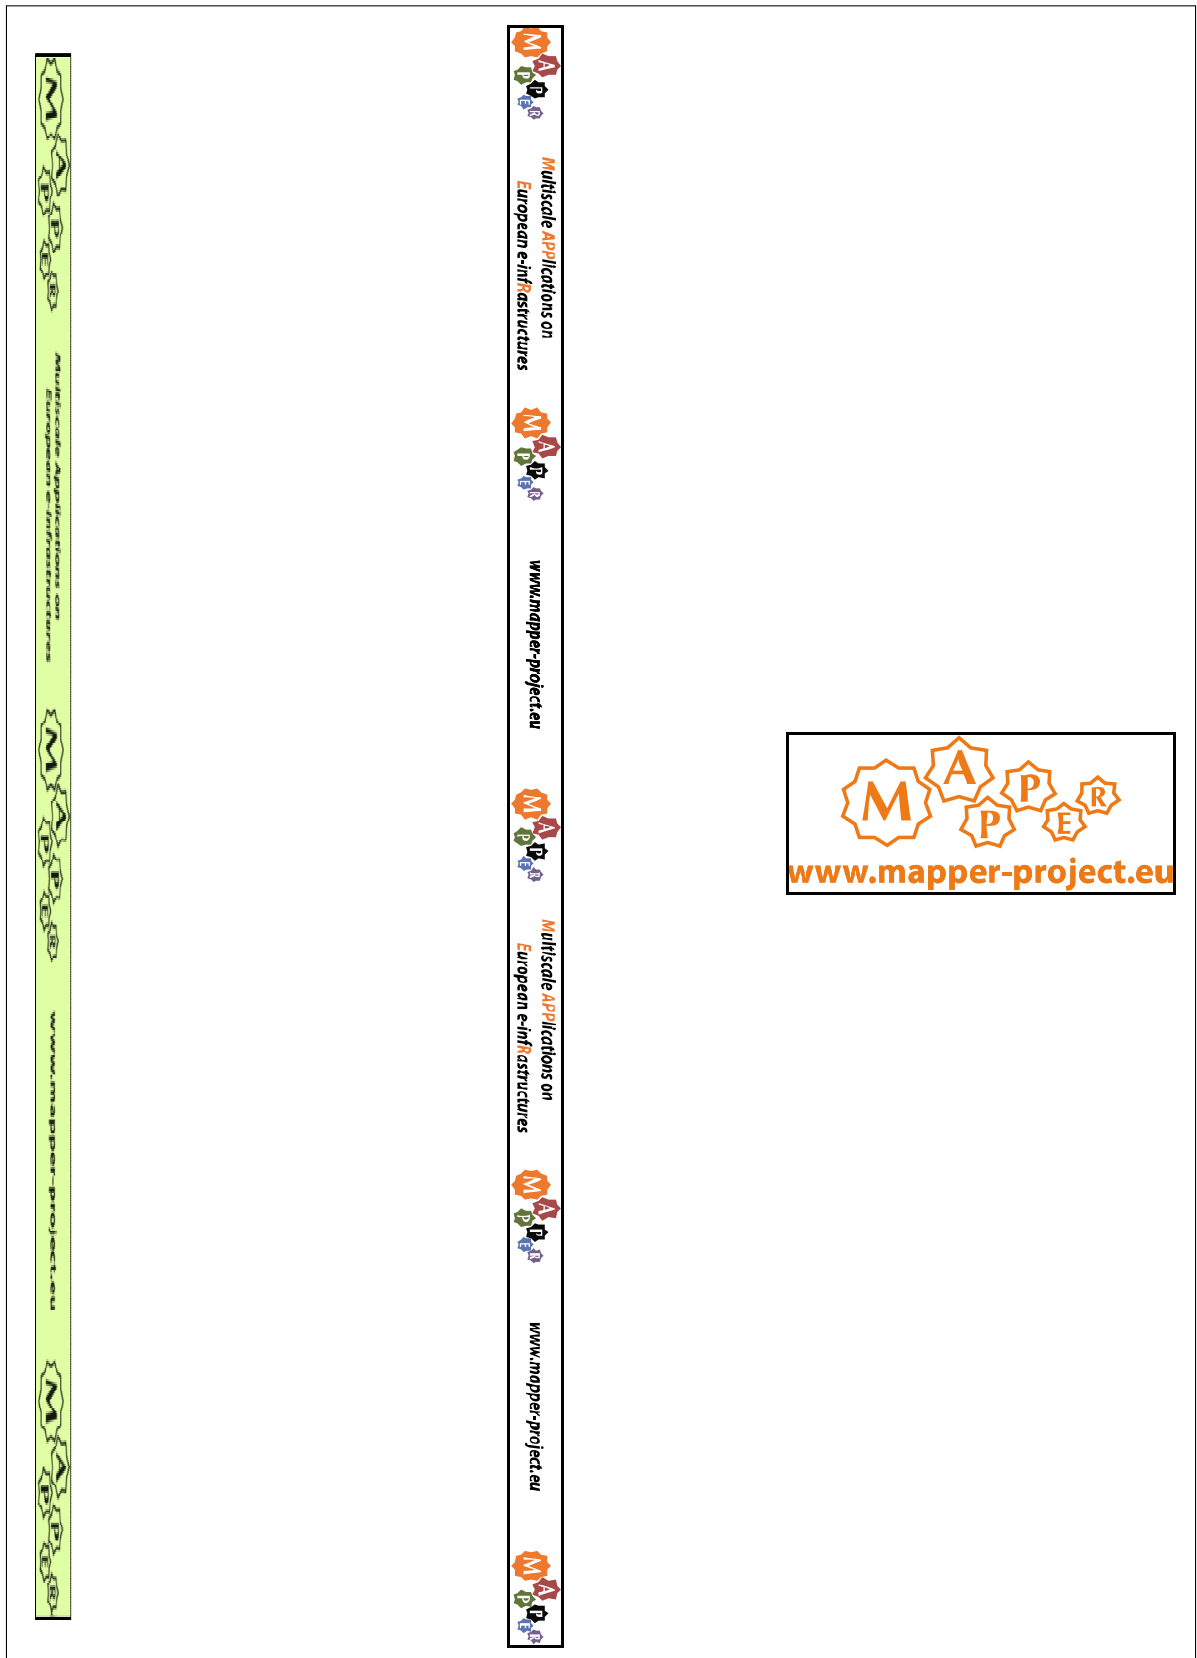 MAPPER
Multiscale Applications on
European e-Infrastructures
MAPPER
www.mapper-project.eu
MAPPER
MAPPER
Multiscale APPlications on
European e-infRastructures
MAPPER
www.mapper-project.eu
MAPPER
Multiscale APPlications on
European e-infRastructures
MAPPER
www.mapper-project.eu
MAPPER
MAPPER
www.mapper-project.eu